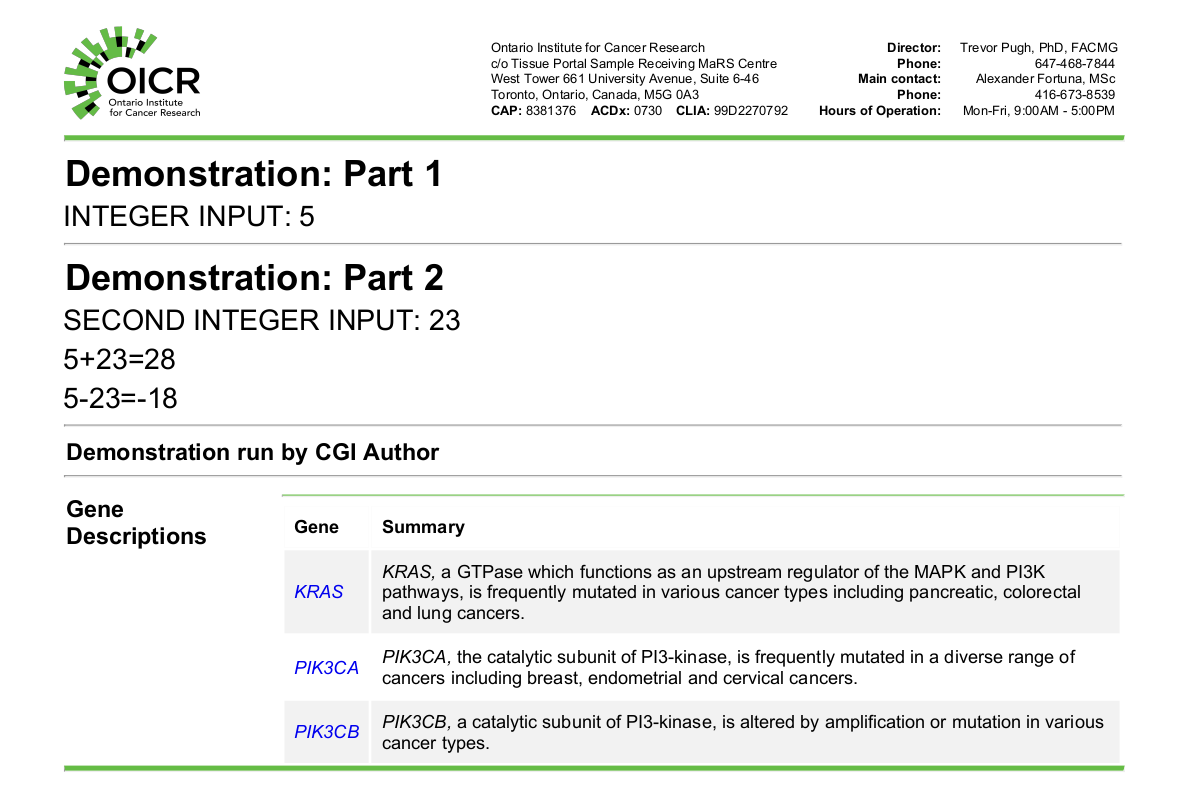 OICR
Ontario Institute
for Cancer Research
Ontario Institute for Cancer Research
c/o Tissue Portal Sample Receiving MaRS Centre
West Tower 661 University Avenue, Suite 6-46
Toronto, Ontario, Canada, M5G 0A3
CAP: 8381376 ACDx: 0730 CLIA: 99D2270792
Director: Trevor Pugh, PhD, FACMG
Phone: 647-468-7844
Main contact: Alexander Fortuna, MSc
Phone: 416-673-8539
Hours of Operation: Mon-Fri, 9:00AM - 5:00PM
Demonstration: Part 1
INTEGER INPUT: 5
Demonstration: Part 2
SECOND INTEGER INPUT: 23
5+23=28
5-23=-18
Demonstration run by CGI Author
Gene
Descriptions
Gene Summary
KRAS
KRAS, a GTPase which functions as an upstream regulator of the MAPK and PI3K
pathways, is frequently mutated in various cancer types including pancreatic, colorectal
and lung cancers.
PIK3CA
PIK3CA, the catalytic subunit of PI3-kinase, is frequently mutated in a diverse range of
cancers including breast, endometrial and cervical cancers.
PIK3CB
PIK3CB, a catalytic subunit of PI3-kinase, is altered by amplification or mutation in various
cancer types.